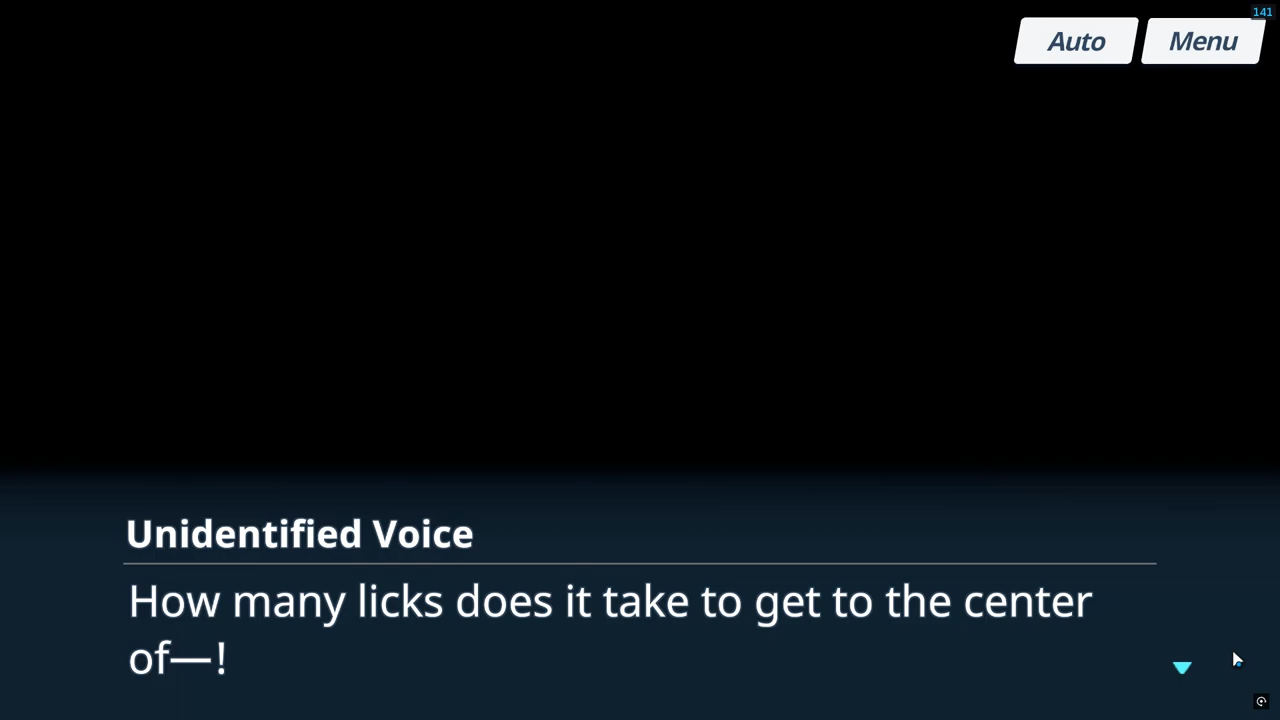 141
Auto
Menu
Unidentified Voice
How many licks does it take to get to the center
of—!